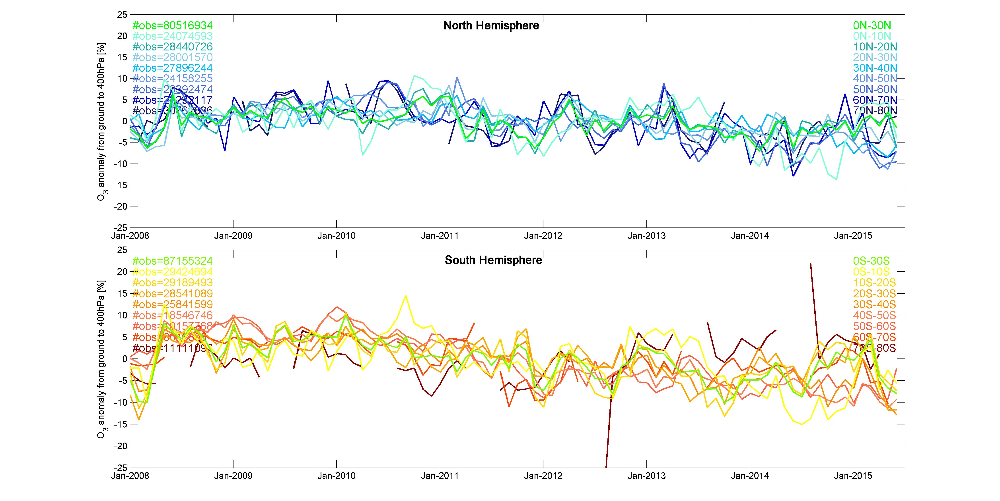 North Hemisphere
O3 anomaly from ground to 400hPa [%]
25
20
15
10
5
0
-5
-10
-15
-20
-25
#obs=80516934
#obs=24074593
#obs=28440726
#obs=28001570
#obs=27896244
#obs=24158255
0N-30N
0N-10N
10N-20N
20N-30N
30N-40N
40N-50N
50N-60N
60N-70N
70N-80N
Jan-2008 Jan-2009 Jan-2010 Jan-2011 Jan-2012 Jan-2013 Jan-2014 Jan-2015
South Hemisphere
O3 anomaly from ground to 400hPa [%]
25
20
15
10
5
0
-5
-10
-15
-20
-25
#obs=87155324
#obs=29424694
#obs=29189493
#obs=28541089
#obs=25841599
#obs=18546746
#obs=11111097
0S-30S
0S-10S
10S-20S
20S-30S
30S-40S
40S-50S
50S-60S
60S-70S
70S-80S
Jan-2008 Jan-2009 Jan-2010 Jan-2011 Jan-2012 Jan-2013 Jan-2014 Jan-2015